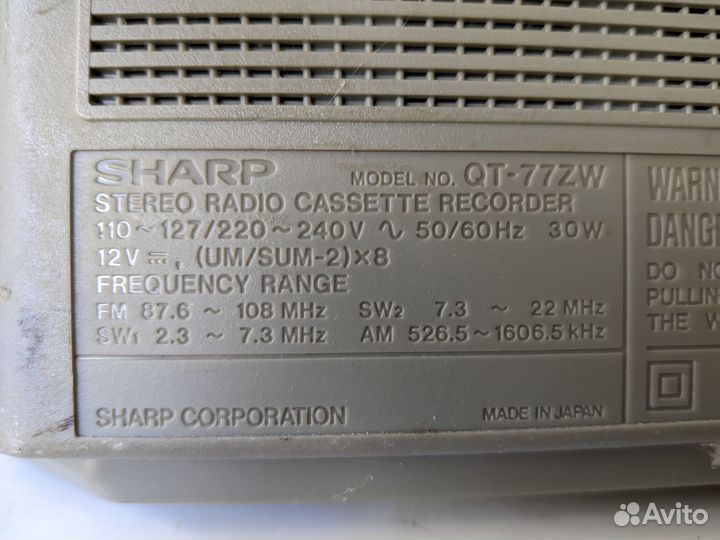 SHARP MODEL NO. QT-77ZW
STEREO RADIO CASSETTE RECORDER
110~127/220~240V ∿ 50/60Hz 30W
12V ⎓, (UM/SUM-2)×8
FREQUENCY RANGE
FM 87.6 ~ 108 MHz SW2 7.3 ~ 22 MHz
SW1 2.3 ~ 7.3 MHz AM 526.5~1606.5 kHz
SHARP CORPORATION MADE IN JAPAN
WARN
DANG
DO NO
PULLIN
THE W
Avito